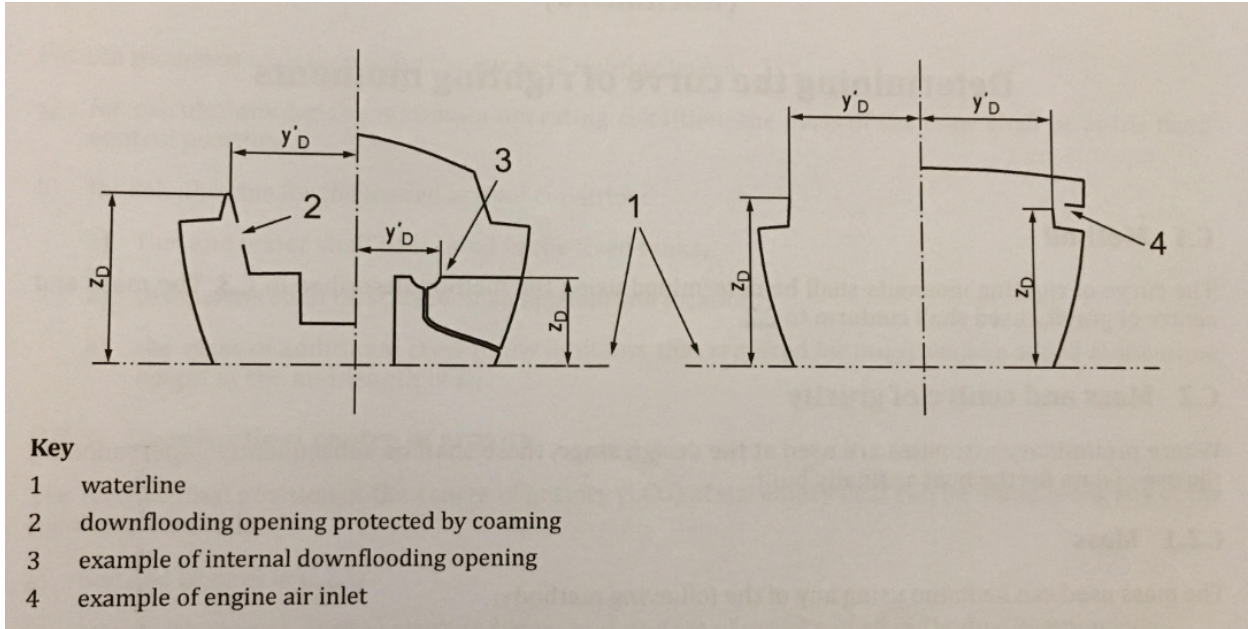 y'D y'D
y'D
3
2
1
y'D
4
zD
zD
zD
zD
Key
1 waterline
2 downflooding opening protected by coaming
3 example of internal downflooding opening
4 example of engine air inlet